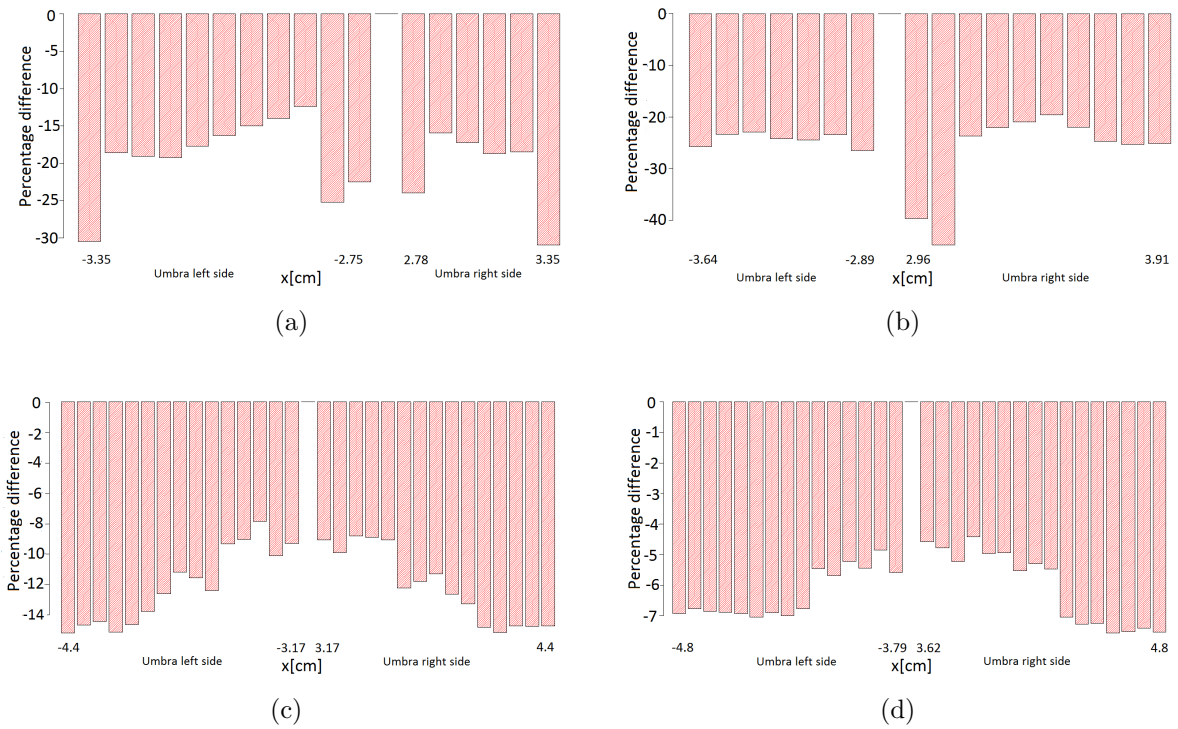 Percentage difference
0
-5
-10
-15
-20
-25
-30
-3.35
-2.75
2.78
3.35
Umbra left side
x[cm]
Umbra right side
(a)
Percentage difference
0
-10
-20
-30
-40
-3.64
-2.89
2.96
3.91
Umbra left side
x[cm]
Umbra right side
(b)
Percentage difference
0
-2
-4
-6
-8
-10
-12
-14
-4.4
-3.17
3.17
4.4
Umbra left side
x[cm]
Umbra right side
(c)
Percentage difference
0
-1
-2
-3
-4
-5
-6
-7
-4.8
-3.79
3.62
4.8
Umbra left side
x[cm]
Umbra right side
(d)